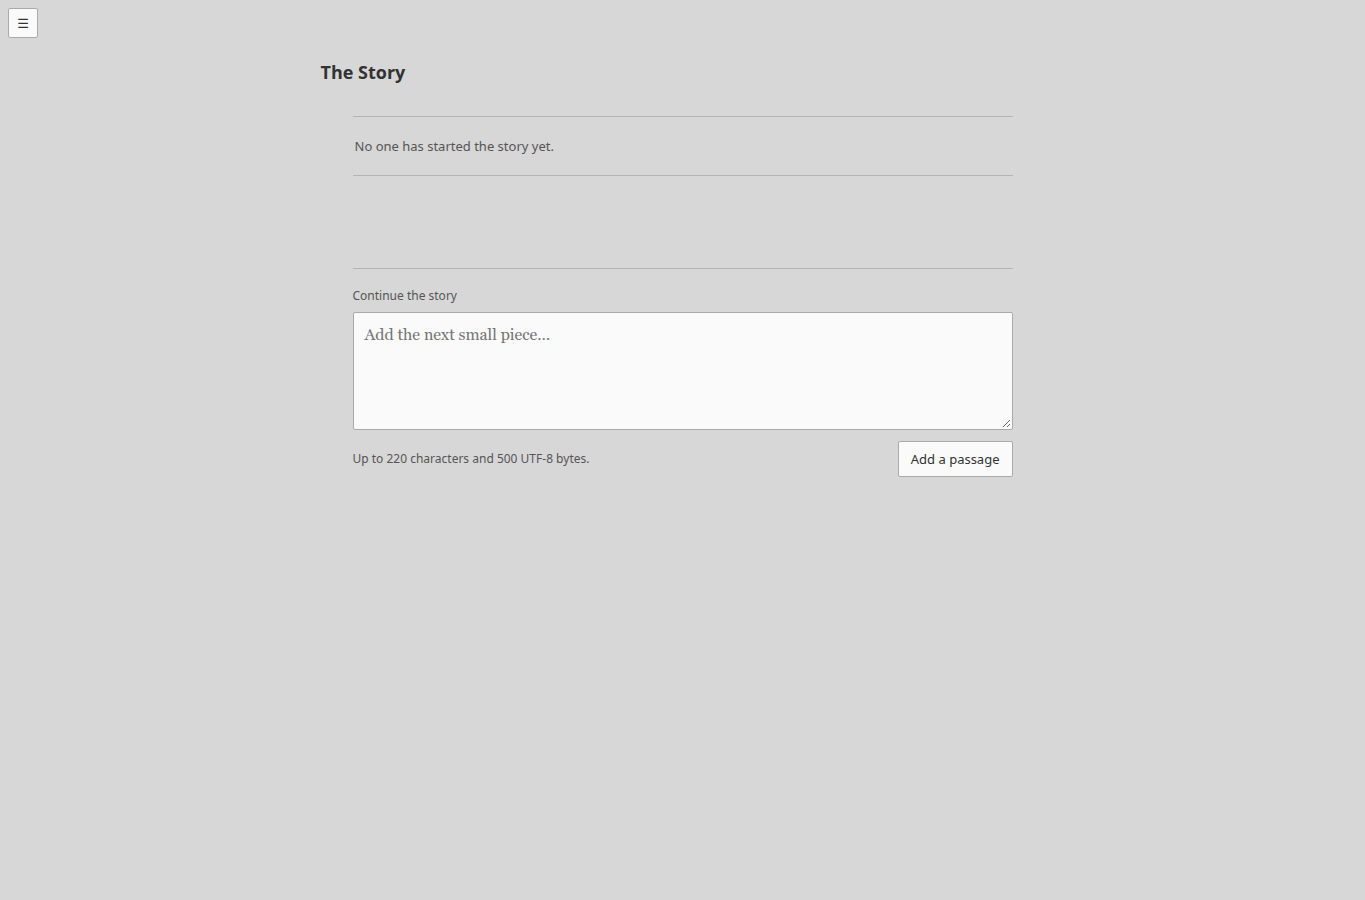 ☰
The Story
No one has started the story yet.
Continue the story
Add the next small piece...
Up to 220 characters and 500 UTF-8 bytes.
Add a passage